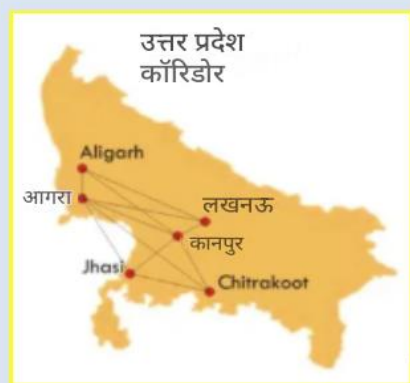 उत्तर प्रदेश
कॉरिडोर
Aligarh
आगरा
लखनऊ
कानपुर
Jhasi
Chitrakoot